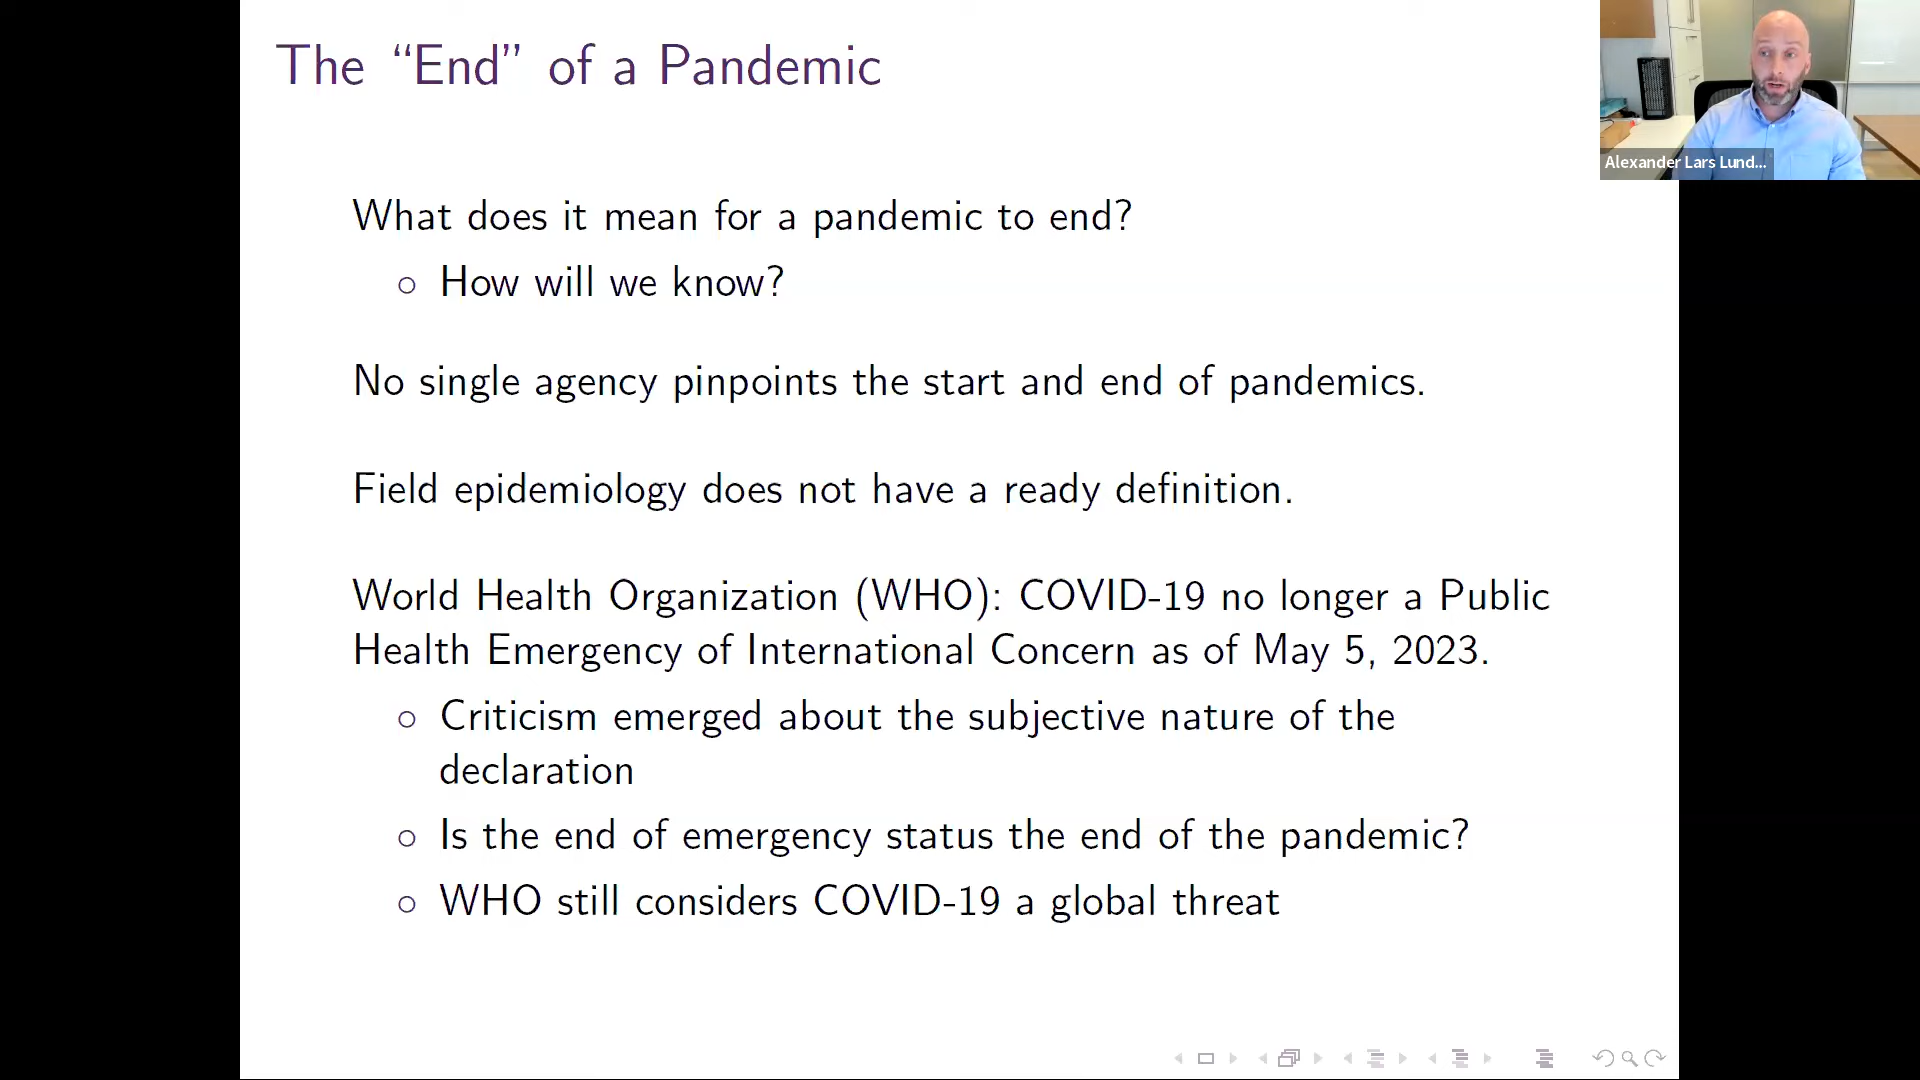 The “End” of a Pandemic
Alexander Lars Lund...
What does it mean for a pandemic to end?
How will we know?
No single agency pinpoints the start and end of pandemics.
Field epidemiology does not have a ready definition.
World Health Organization (WHO): COVID-19 no longer a Public
Health Emergency of International Concern as of May 5, 2023.
Criticism emerged about the subjective nature of the
declaration
Is the end of emergency status the end of the pandemic?
WHO still considers COVID-19 a global threat